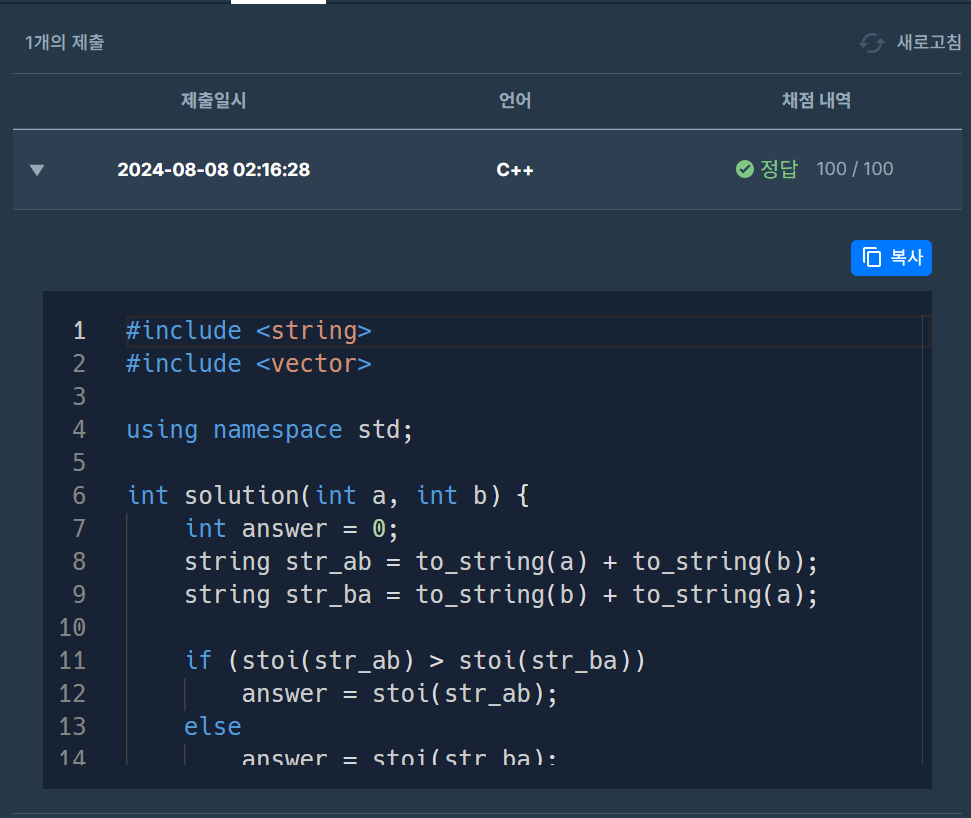 1개의 제출
새로고침
제출일시 언어 채점 내역
2024-08-08 02:16:28 C++ 정답 100 / 100
복사
1 #include <string>
2 #include <vector>
3
4 using namespace std;
5
6 int solution(int a, int b) {
7 int answer = 0;
8 string str_ab = to_string(a) + to_string(b);
9 string str_ba = to_string(b) + to_string(a);
10
11 if (stoi(str_ab) > stoi(str_ba))
12 answer = stoi(str_ab);
13 else
14 answer = stoi(str_ba);